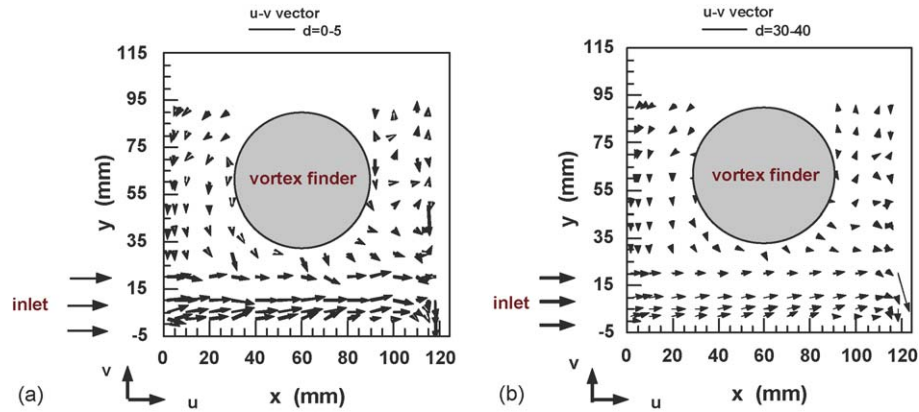 u-v vector
d=0-5
115
95
75
55
35
15
-5
y (mm)
vortex finder
inlet
0 20 40 60 80 100 120
x (mm)
v
u
(a)
u-v vector
d=30-40
115
95
75
55
35
15
-5
y (mm)
vortex finder
inlet
0 20 40 60 80 100 120
x (mm)
v
u
(b)